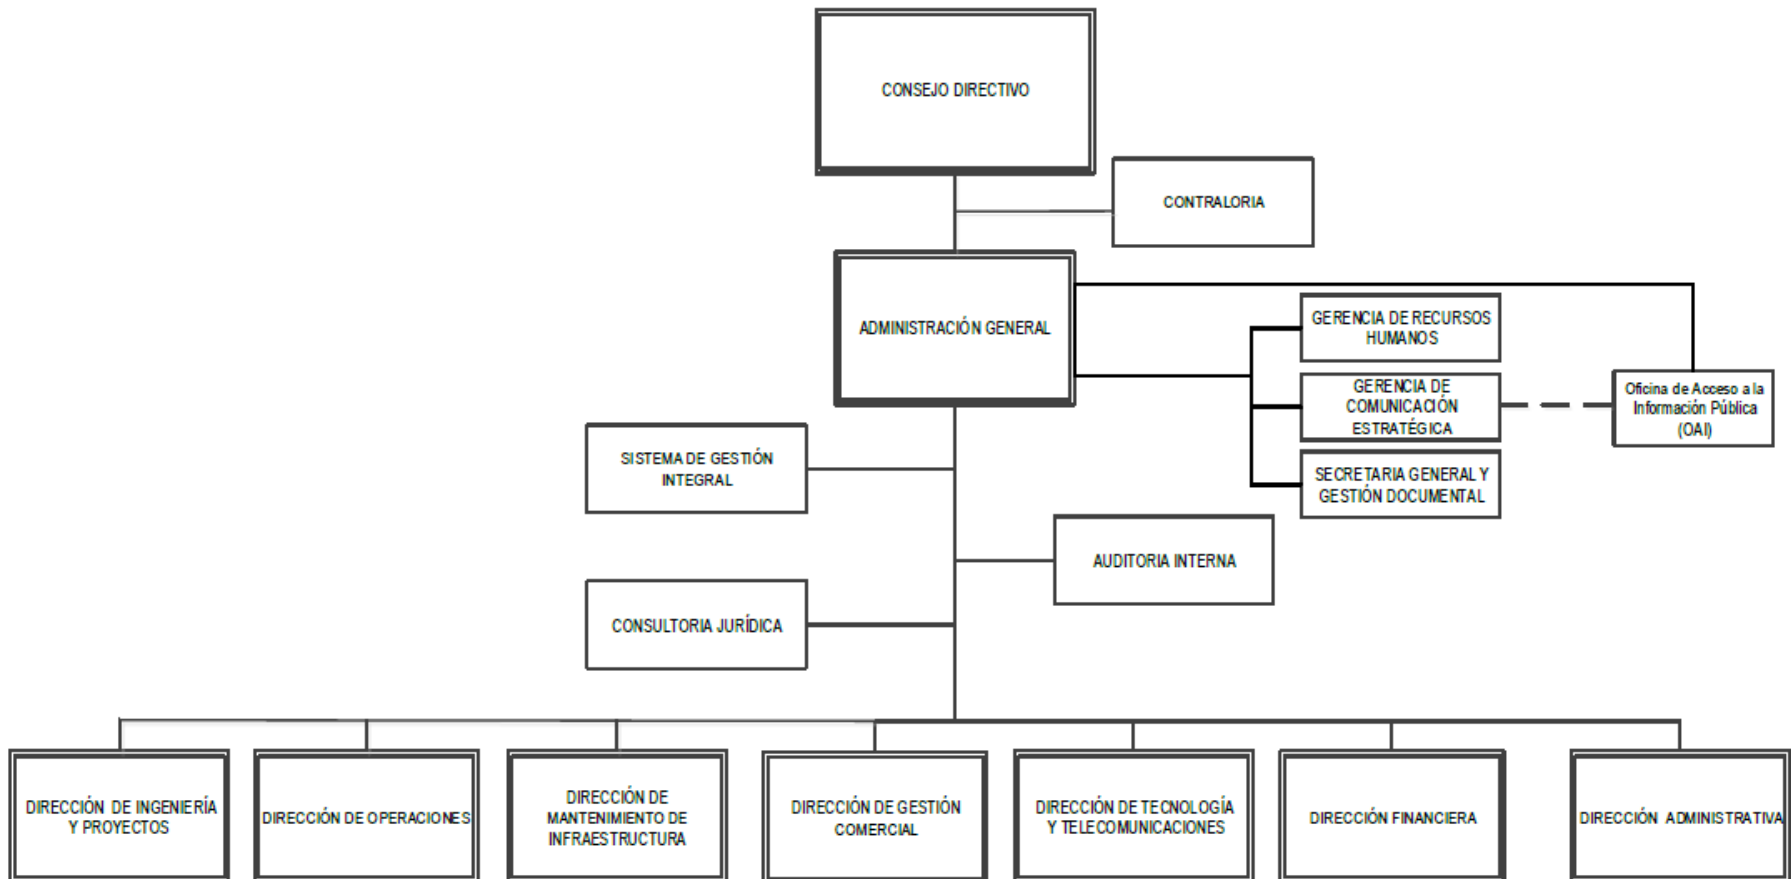 CONSEJO DIRECTIVO
CONTRALORIA
ADMINISTRACIÓN GENERAL
GERENCIA DE RECURSOS
HUMANOS
GERENCIA DE
COMUNICACIÓN
ESTRATÉGICA
Oficina de Acceso a la
Información Pública
(OAI)
SECRETARIA GENERAL Y
GESTIÓN DOCUMENTAL
SISTEMA DE GESTIÓN
INTEGRAL
AUDITORIA INTERNA
CONSULTORIA JURÍDICA
DIRECCIÓN DE INGENIERÍA
Y PROYECTOS
DIRECCIÓN DE OPERACIONES
DIRECCIÓN DE
MANTENIMIENTO DE
INFRAESTRUCTURA
DIRECCIÓN DE GESTIÓN
COMERCIAL
DIRECCIÓN DE TECNOLOGÍA
Y TELECOMUNICACIONES
DIRECCIÓN FINANCIERA
DIRECCIÓN ADMINISTRATIVA